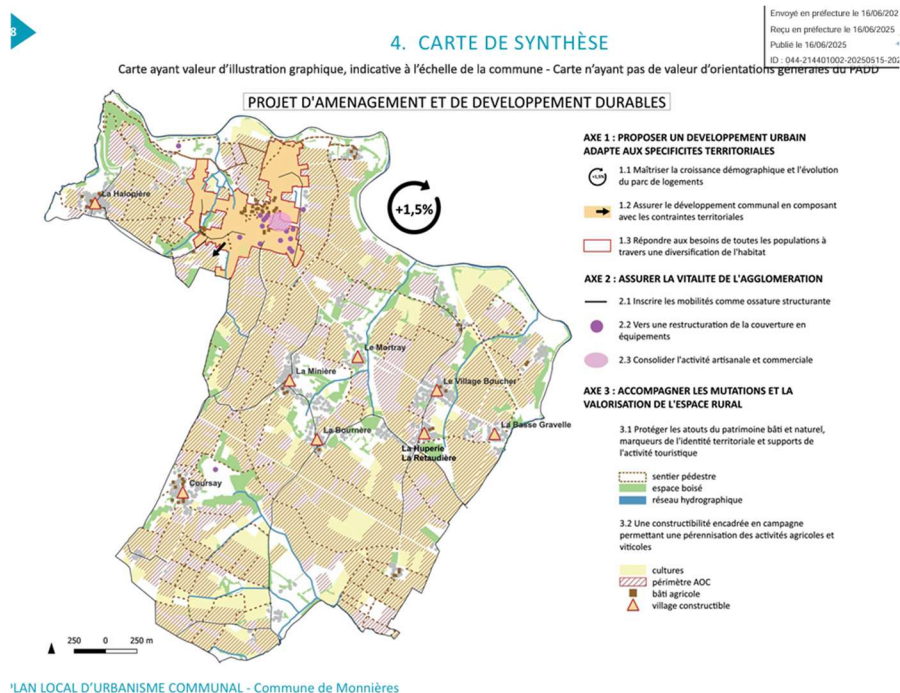 8
Envoyé en préfecture le 16/06/202
Reçu en préfecture le 16/06/2025
Publié le 16/06/2025
ID : 044-214401002-20250515-202
4. CARTE DE SYNTHÈSE
Carte ayant valeur d'illustration graphique, indicative à l'échelle de la commune - Carte n'ayant pas de valeur d'orientations générales du PADD
PROJET D'AMENAGEMENT ET DE DEVELOPPEMENT DURABLES
La Halopière
+1,5%
Le Mortray
La Minière
Le Village Boucher
La Bournère
La Basse Gravelle
La Huperie
La Retaudière
Coursay
AXE 1 : PROPOSER UN DEVELOPPEMENT URBAIN
ADAPTE AUX SPECIFICITES TERRITORIALES
+1,5%
1.1 Maîtriser la croissance démographique et l'évolution
du parc de logements
1.2 Assurer le développement communal en composant
avec les contraintes territoriales
1.3 Répondre aux besoins de toutes les populations à
travers une diversification de l'habitat
AXE 2 : ASSURER LA VITALITE DE L'AGGLOMERATION
2.1 Inscrire les mobilités comme ossature structurante
2.2 Vers une restructuration de la couverture en
équipements
2.3 Consolider l'activité artisanale et commerciale
AXE 3 : ACCOMPAGNER LES MUTATIONS ET LA
VALORISATION DE L'ESPACE RURAL
3.1 Protéger les atouts du patrimoine bâti et naturel,
marqueurs de l'identité territoriale et supports de
l'activité touristique
sentier pédestre
espace boisé
réseau hydrographique
3.2 Une constructibilité encadrée en campagne
permettant une pérennisation des activités agricoles et
viticoles
cultures
périmètre AOC
bâti agricole
village constructible
250 0 250 m
PLAN LOCAL D'URBANISME COMMUNAL - Commune de Monnières